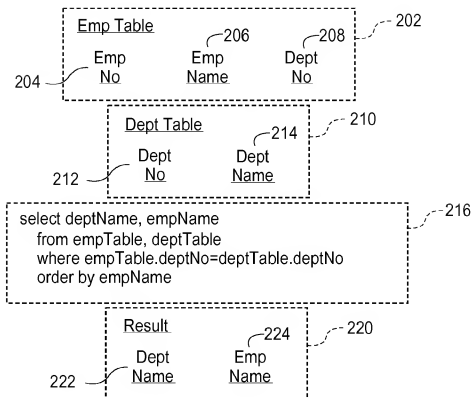 Emp Table
202
206
208
Emp Emp Dept
No Name No
204
Dept Table
210
214
Dept Dept
No Name
212
216
select deptName, empName
from empTable, deptTable
where empTable.deptNo=deptTable.deptNo
order by empName
Result
224
220
Dept Emp
Name Name
222